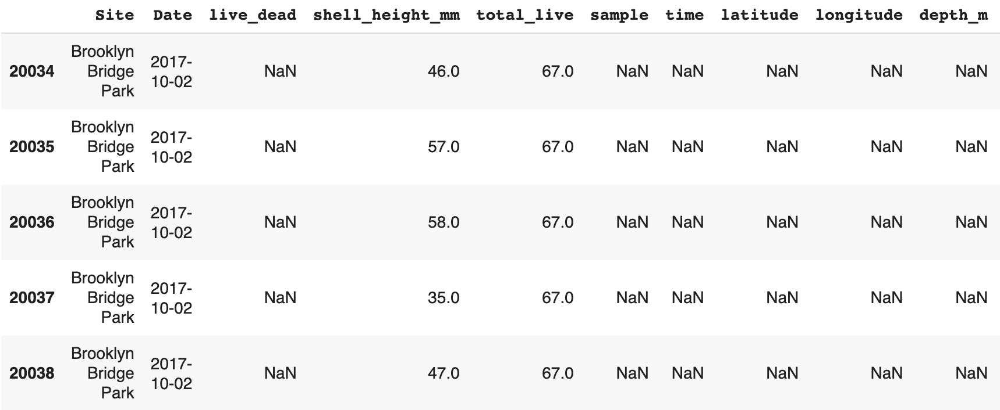 Site Date live_dead shell_height_mm total_live sample time latitude longitude depth_m
20034 Brooklyn Bridge Park 2017-10-02 NaN 46.0 67.0 NaN NaN NaN NaN NaN
20035 Brooklyn Bridge Park 2017-10-02 NaN 57.0 67.0 NaN NaN NaN NaN NaN
20036 Brooklyn Bridge Park 2017-10-02 NaN 58.0 67.0 NaN NaN NaN NaN NaN
20037 Brooklyn Bridge Park 2017-10-02 NaN 35.0 67.0 NaN NaN NaN NaN NaN
20038 Brooklyn Bridge Park 2017-10-02 NaN 47.0 67.0 NaN NaN NaN NaN NaN